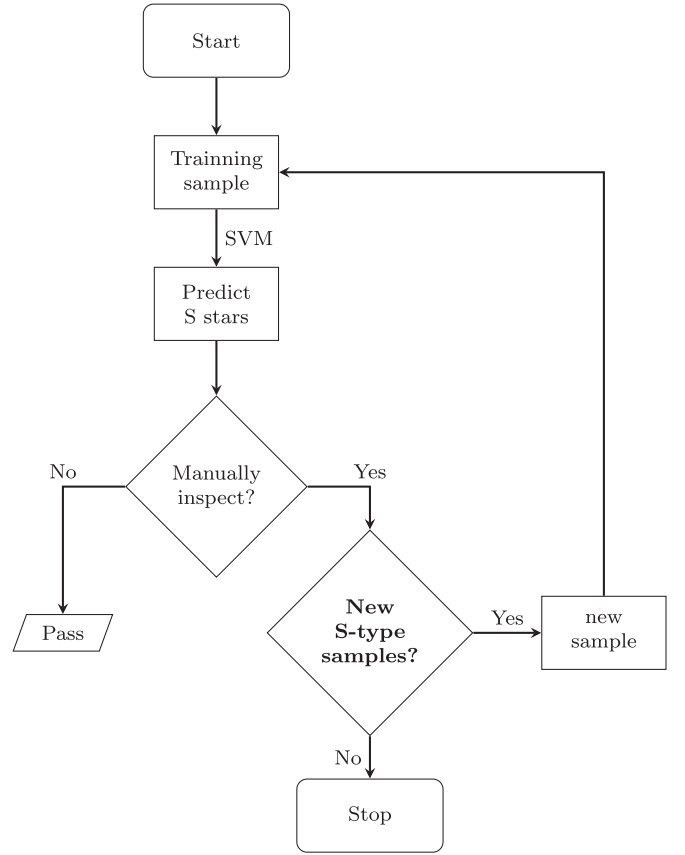 Start
Trainning
sample
SVM
Predict
S stars
Manually
inspect?
No
Yes
Pass
New
S-type
samples?
Yes
new
sample
No
Stop